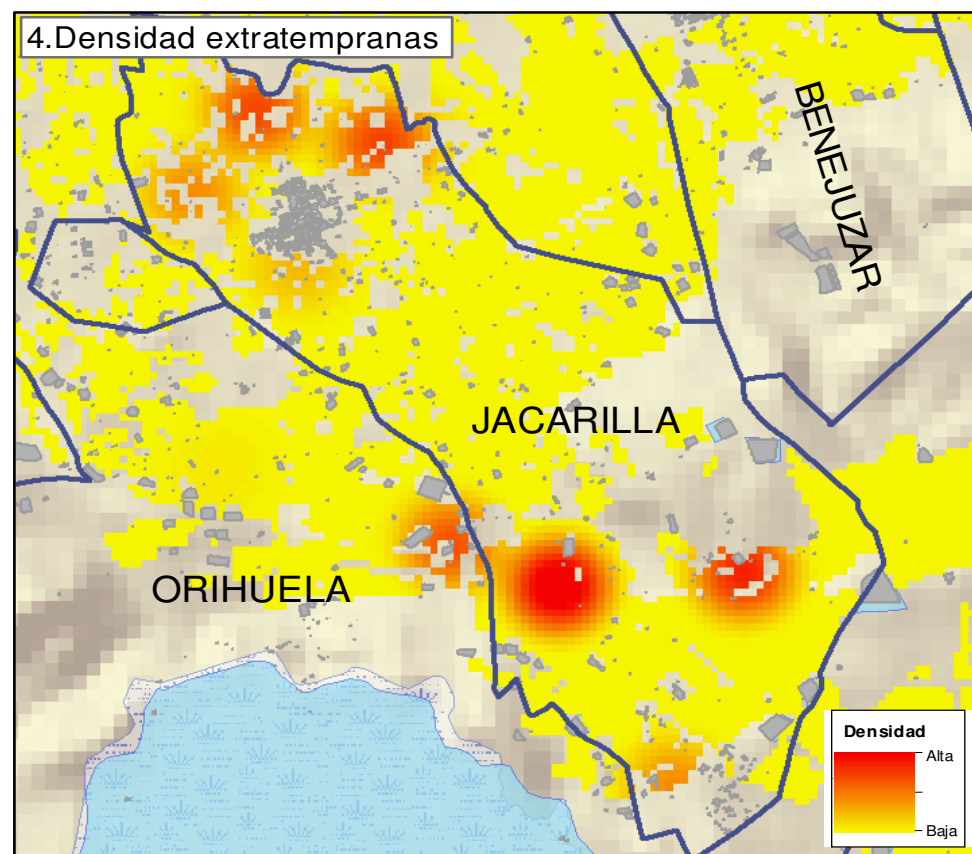 4.Densidad extratempranas
BENEJUZAR
JACARILLA
ORIHUELA
Densidad
Alta
Baja